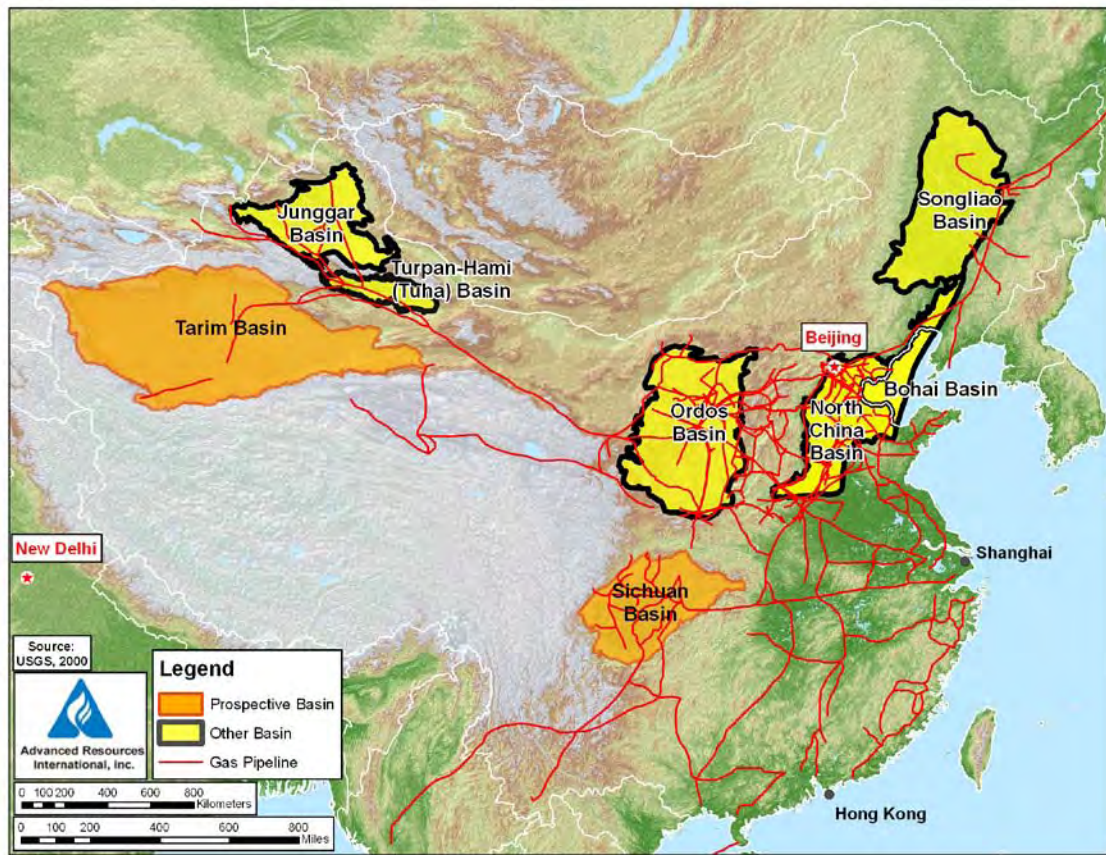 Junggar
Basin
Songliao
Basin
Turpan-Hami
(Tuha) Basin
Tarim Basin
Beijing
Bohai Basin
Ordos
Basin
North
China
Basin
New Delhi
Shanghai
Sichuan
Basin
Source:
USGS, 2000
Legend
Prospective Basin
Other Basin
Gas Pipeline
Advanced Resources
International, Inc.
0 100 200 400 600 800
Kilometers
0 100 200 400 600 800
Miles
Hong Kong